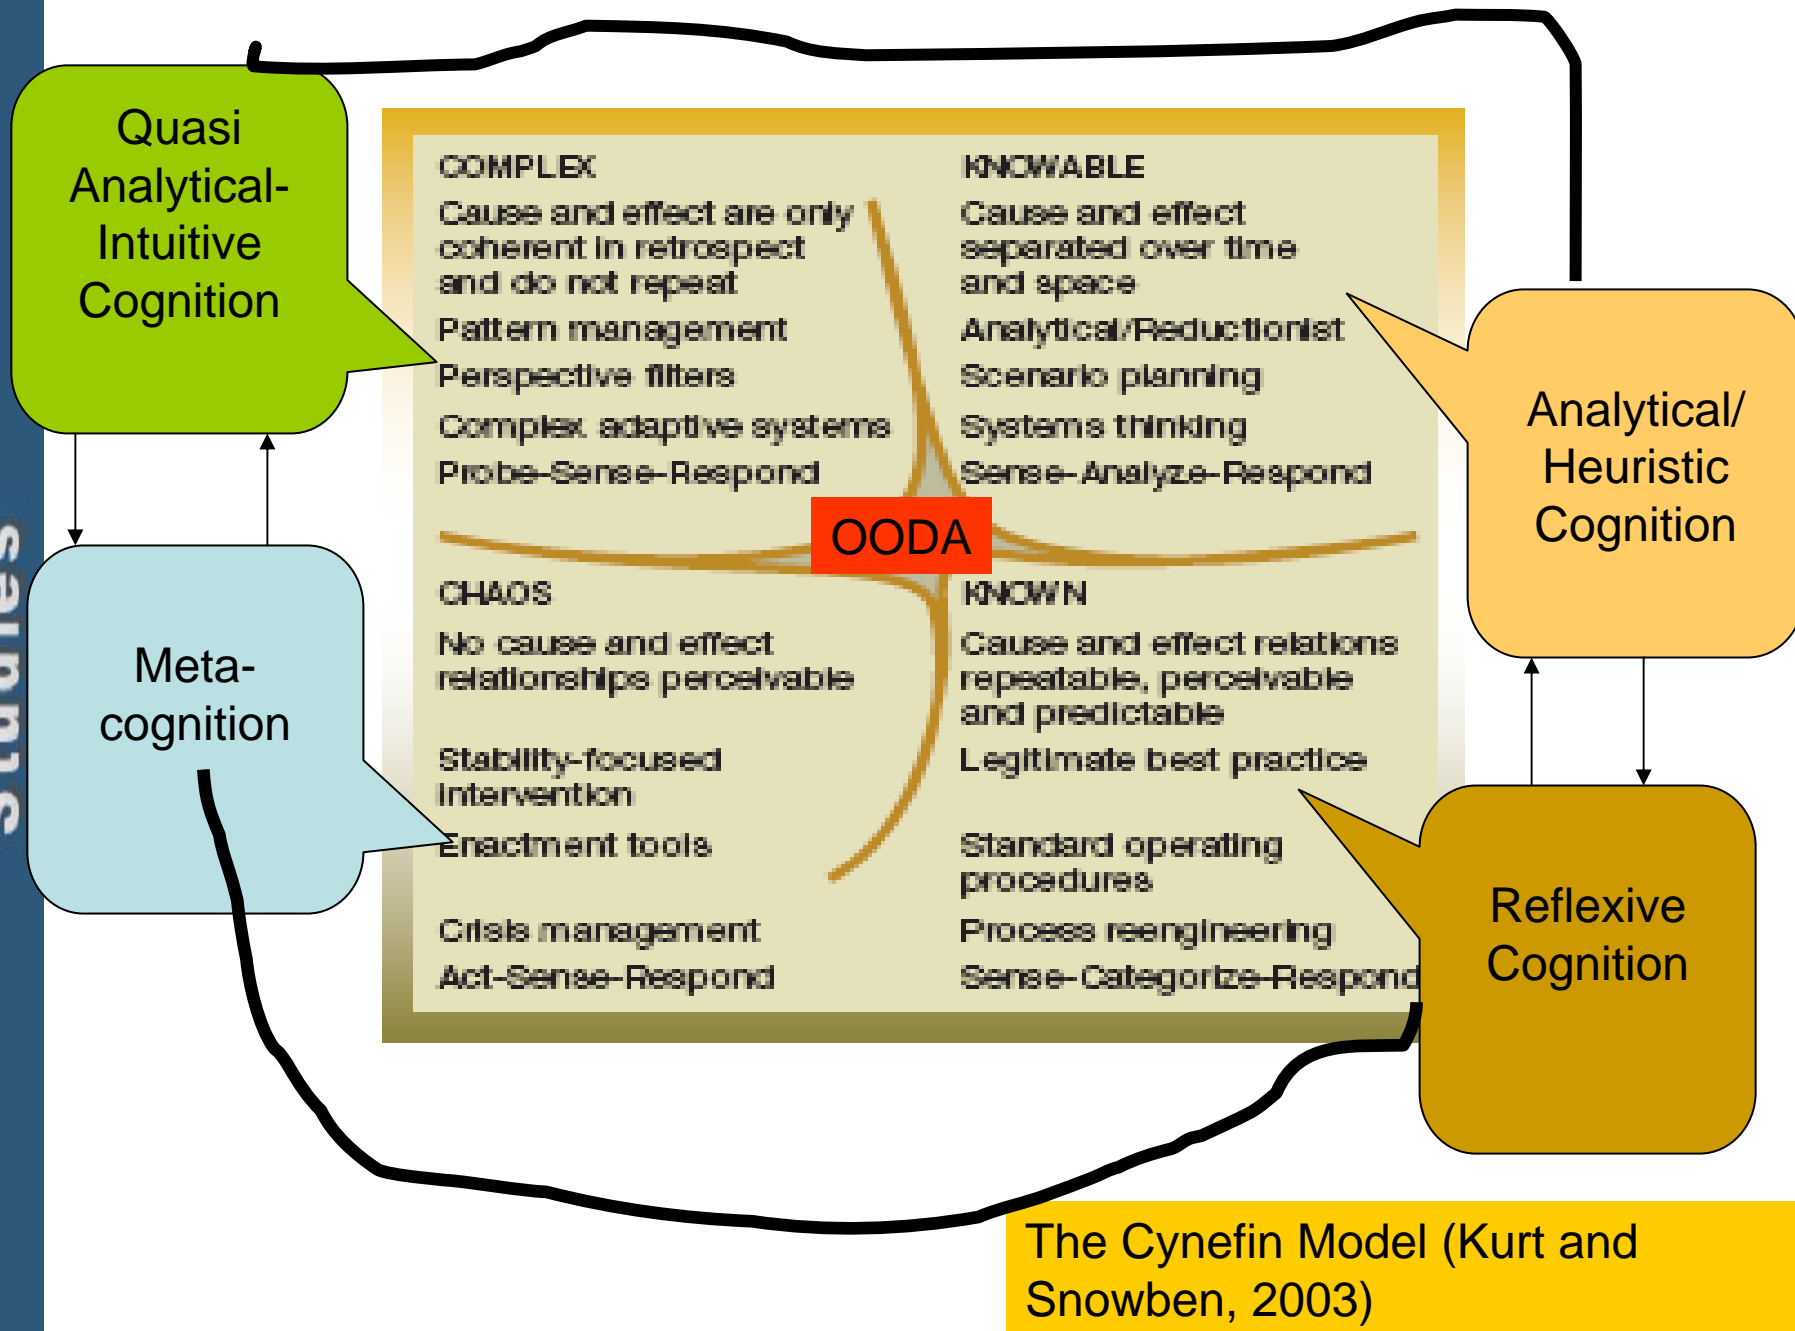 Quasi
Analytical-
Intuitive
Cognition
COMPLEX
Cause and effect are only
coherent in retrospect
and do not repeat
Pattern management
Perspective filters
Complex adaptive systems
Probe-Sense-Respond
KNOWABLE
Cause and effect
separated over time
and space
Analytical/Reductionist
Scenario planning
Systems thinking
Sense-Analyze-Respond
Analytical/
Heuristic
Cognition
OODA
Meta-
cognition
CHAOS
No cause and effect
relationships perceivable
Stability-focused
intervention
Enactment tools
Crisis management
Act-Sense-Respond
KNOWN
Cause and effect relations
repeatable, perceivable
and predictable
Legitimate best practice
Standard operating
procedures
Process reengineering
Sense-Categorize-Respond
Reflexive
Cognition
studies
The Cynefin Model (Kurt and
Snowben, 2003)